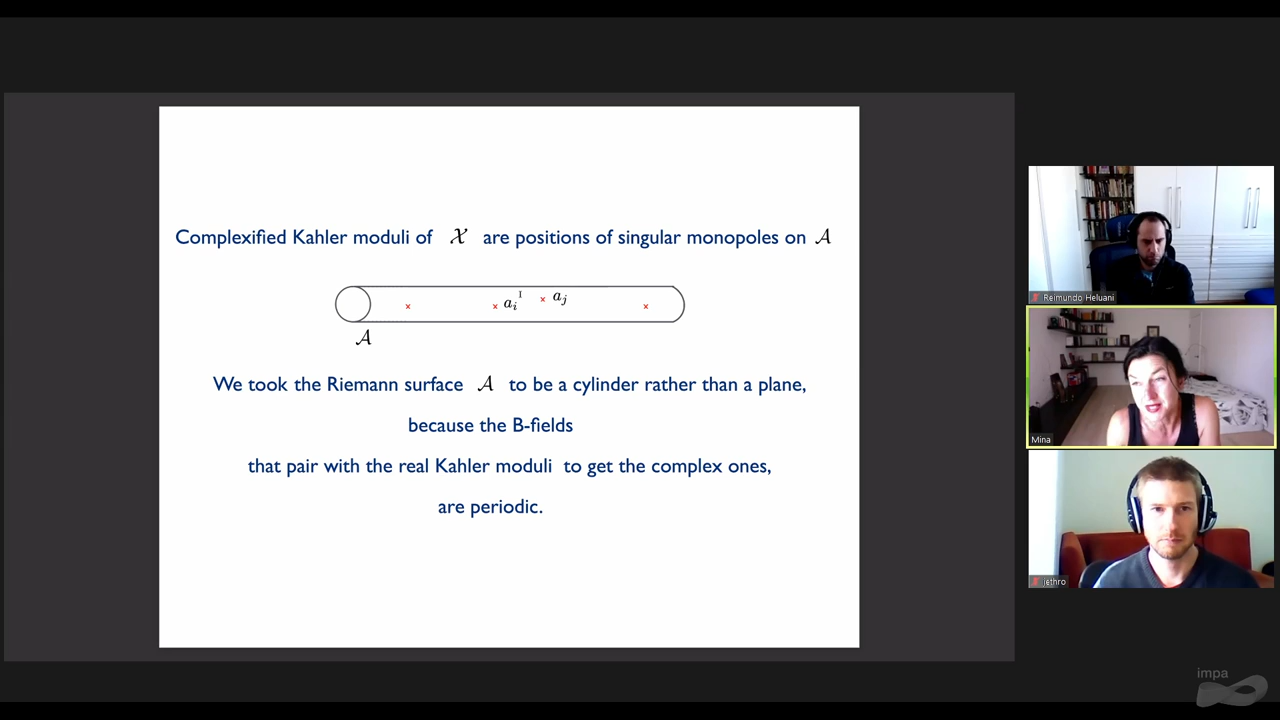 Complexified Kahler moduli of 𝒳 are positions of singular monopoles on 𝒜
a_i a_j
𝒜
We took the Riemann surface 𝒜 to be a cylinder rather than a plane,
because the B-fields
that pair with the real Kahler moduli to get the complex ones,
are periodic.
Reimundo Heluani
Mina
jethro
impa